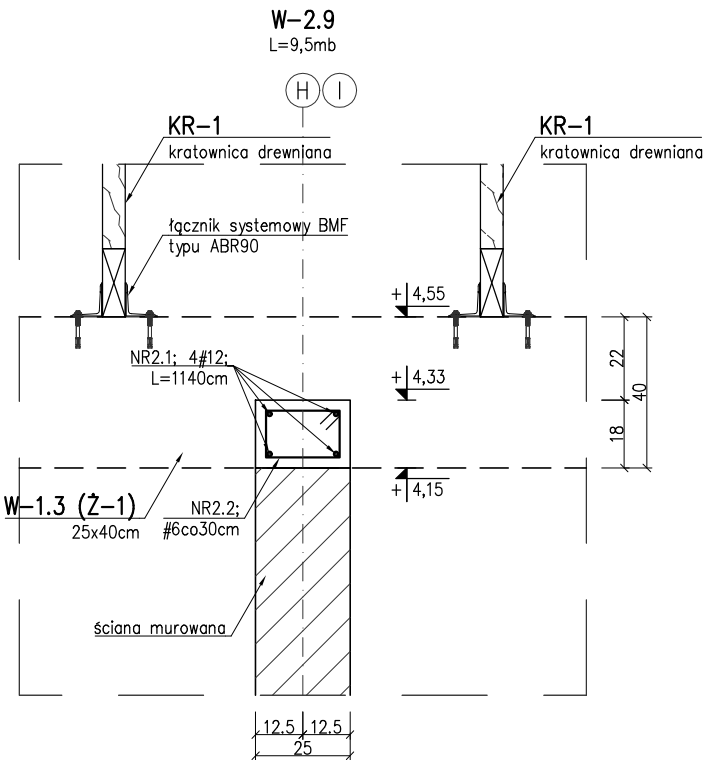 W-2.9
L=9,5mb
H I
KR-1
kratownica drewniana
KR-1
kratownica drewniana
łącznik systemowy BMF
typu ABR90
+ 4,55
NR2.1; 4#12;
L=1140cm
+ 4,33
22
40
18
+ 4,15
W-1.3 (Ż-1)
25x40cm
NR2.2;
#6co30cm
ściana murowana
12.5 12.5
25